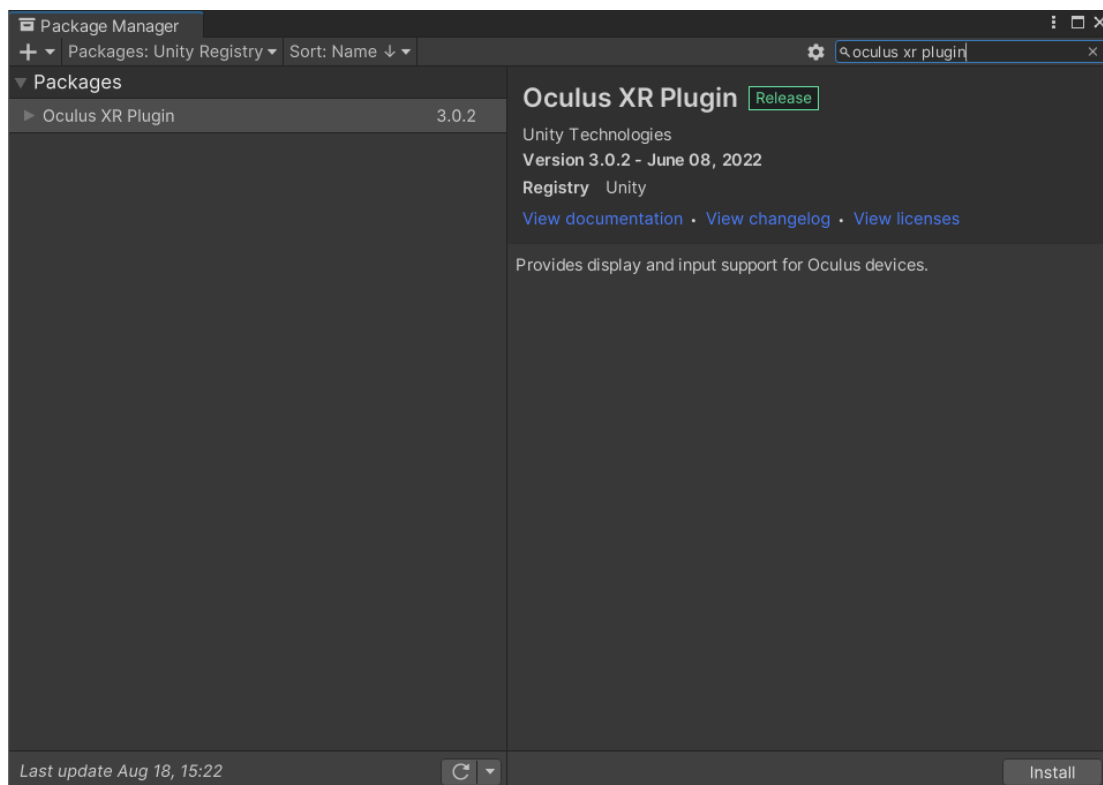 Package Manager
Packages: Unity Registry Sort: Name ↓ oculus xr plugin
Packages
Oculus XR Plugin 3.0.2
Oculus XR Plugin Release
Unity Technologies
Version 3.0.2 - June 08, 2022
Registry Unity
View documentation • View changelog • View licenses
Provides display and input support for Oculus devices.
Last update Aug 18, 15:22
Install